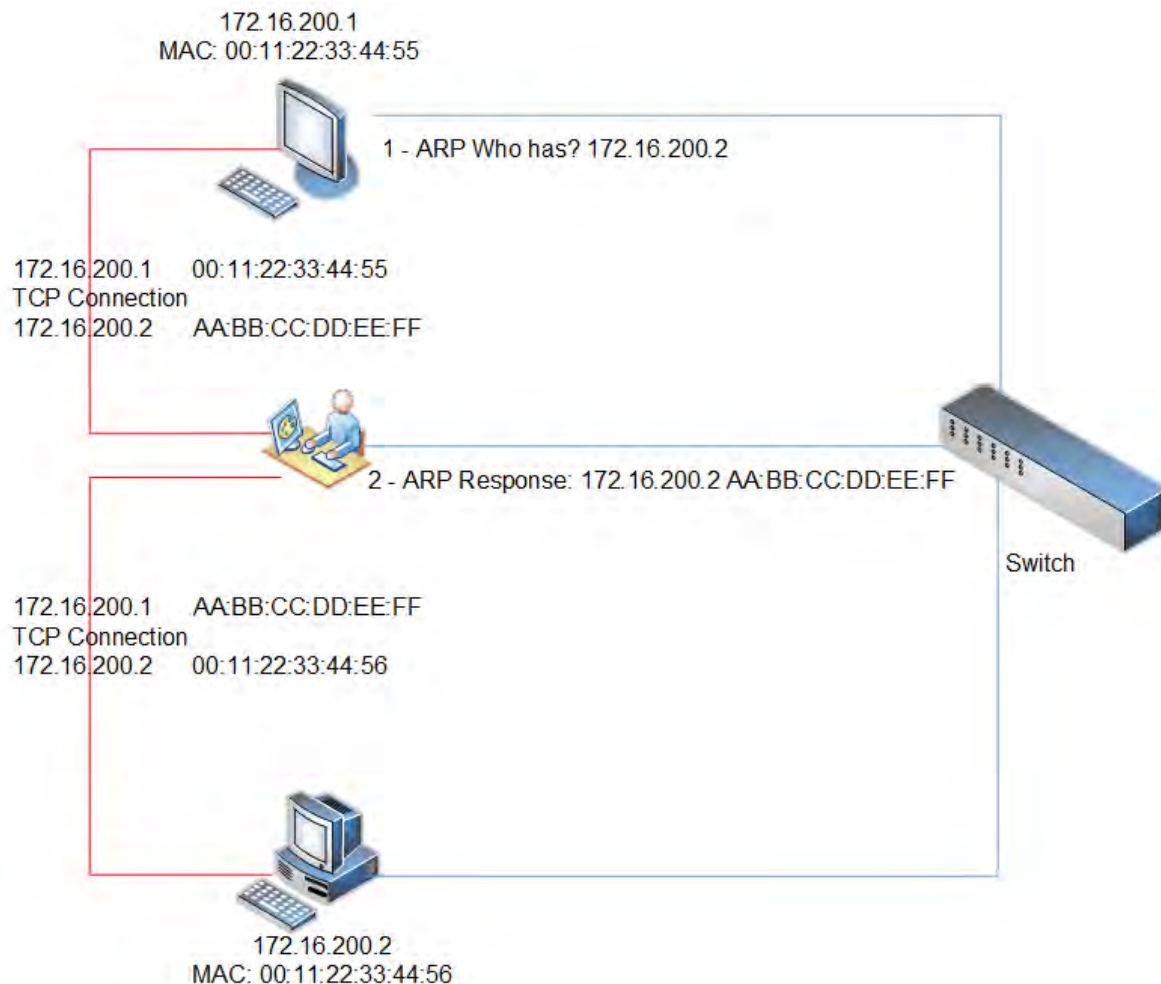 172.16.200.1
MAC: 00:11:22:33:44:55
1 - ARP Who has? 172.16.200.2
172.16.200.1 00:11:22:33:44:55
TCP Connection
172.16.200.2 AA:BB:CC:DD:EE:FF
2 - ARP Response: 172.16.200.2 AA:BB:CC:DD:EE:FF
Switch
172.16.200.1 AA:BB:CC:DD:EE:FF
TCP Connection
172.16.200.2 00:11:22:33:44:56
172.16.200.2
MAC: 00:11:22:33:44:56